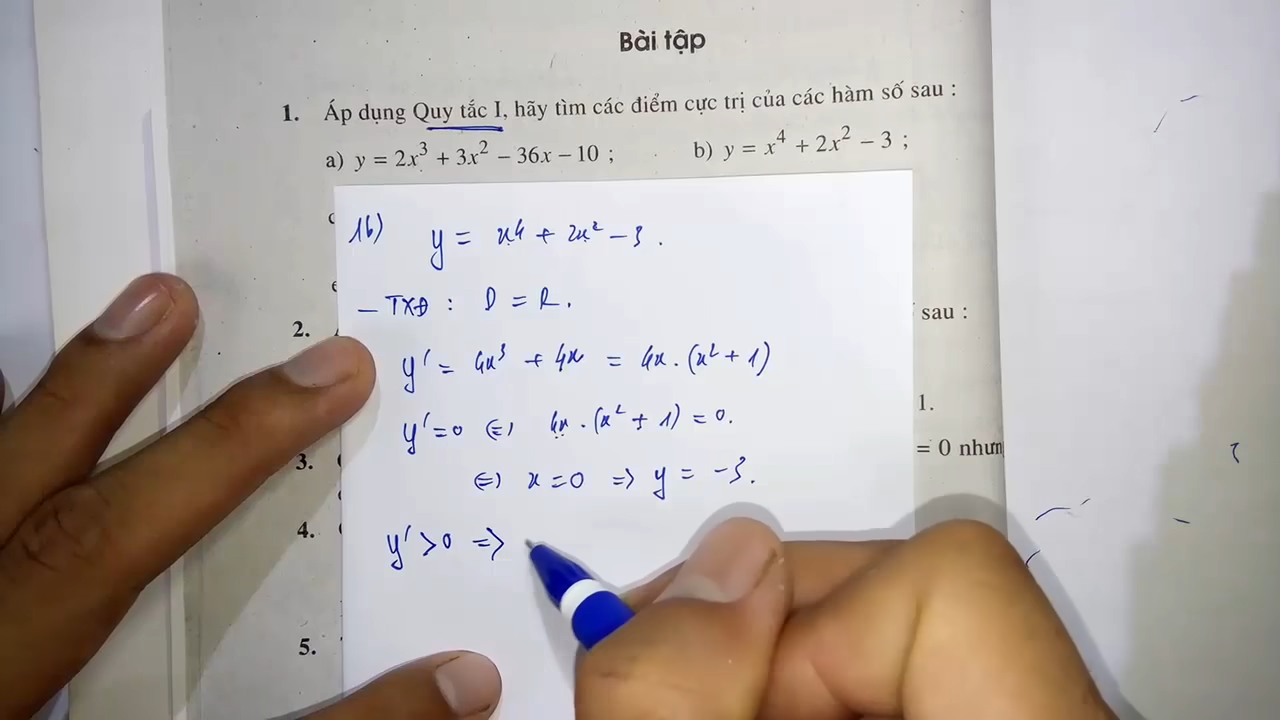 Bài tập
1. Áp dụng Quy tắc I, hãy tìm các điểm cực trị của các hàm số sau :
a) y = 2x³ + 3x² − 36x − 10 ; b) y = x⁴ + 2x² − 3 ;
1b) y = x⁴ + 2x² − 3 .
− TXĐ : D = R.
2. sau :
y' = 4x³ + 4x = 4x . (x² + 1)
1.
y' = 0 ⇔ 4x . (x² + 1) = 0.
3. = 0 nhưn
⇔ x = 0 ⇒ y = −3.
4.
y' > 0 ⇒
5.